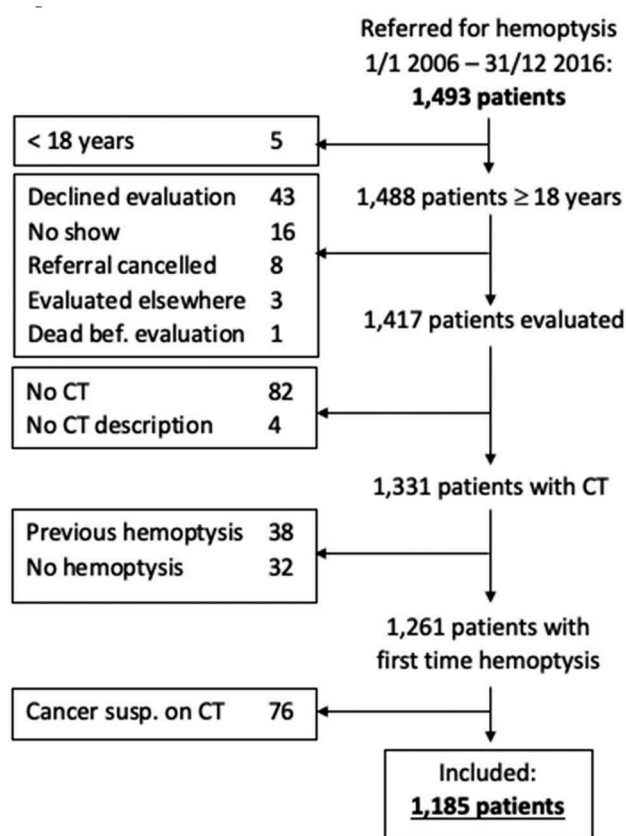 Referred for hemoptysis
1/1 2006 – 31/12 2016:
1,493 patients
< 18 years 5
1,488 patients ≥ 18 years
Declined evaluation 43
No show 16
Referral cancelled 8
Evaluated elsewhere 3
Dead bef. evaluation 1
1,417 patients evaluated
No CT 82
No CT description 4
1,331 patients with CT
Previous hemoptysis 38
No hemoptysis 32
1,261 patients with
first time hemoptysis
Cancer susp. on CT 76
Included:
1,185 patients